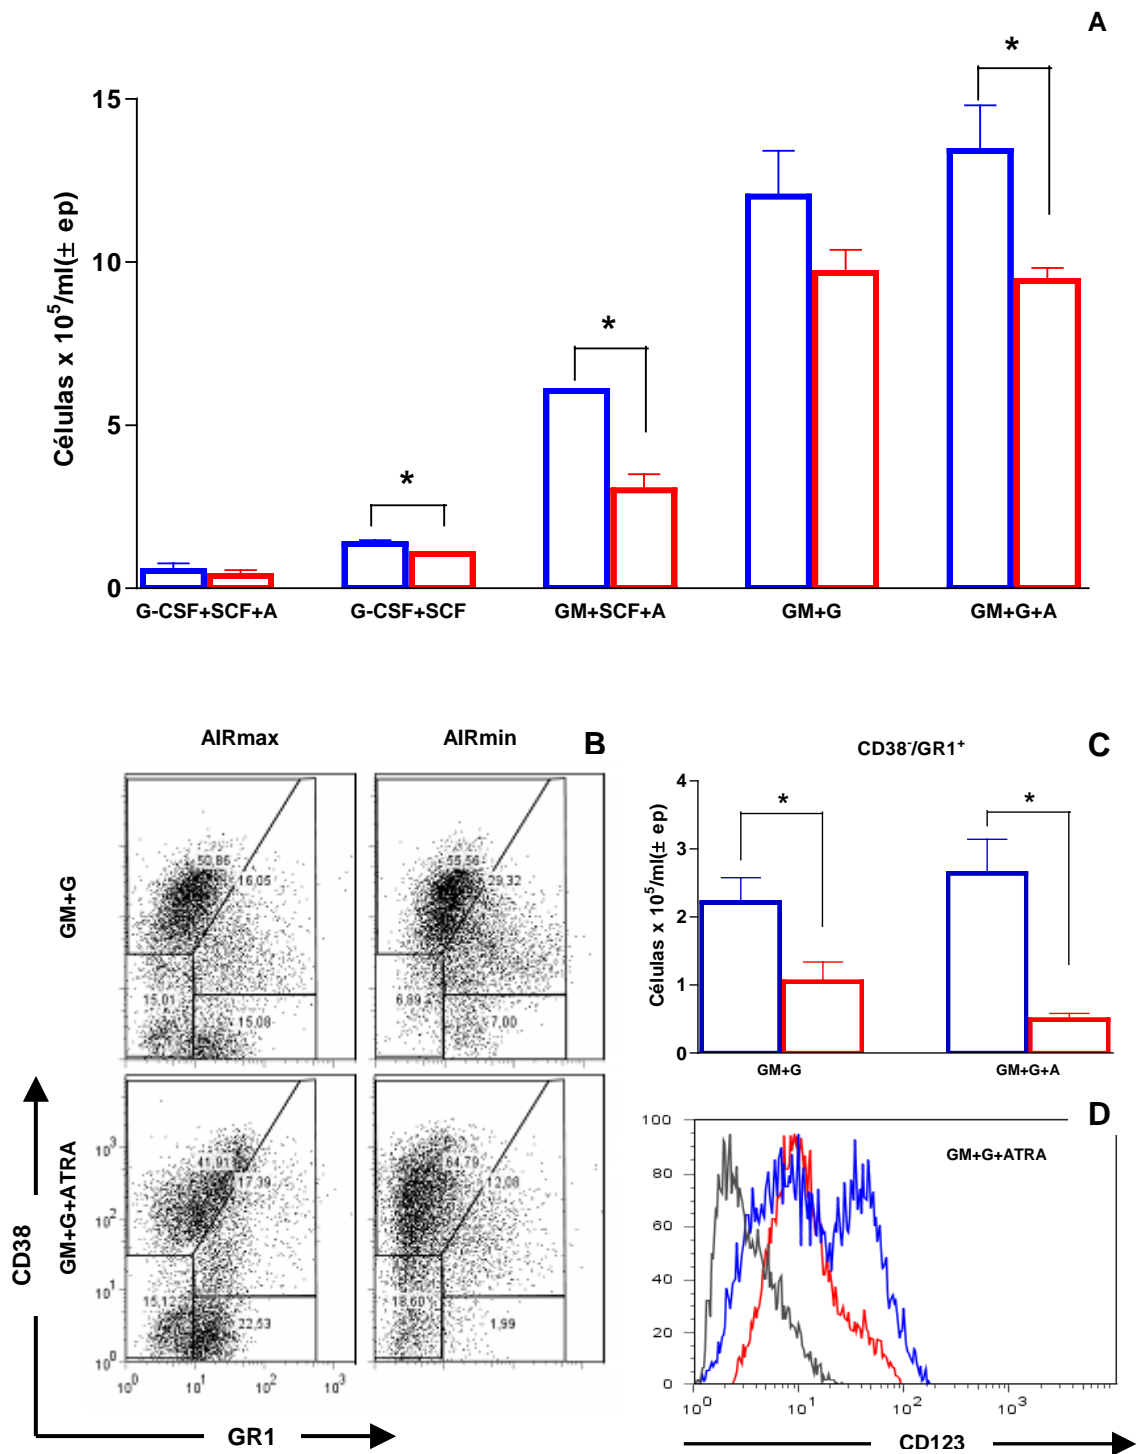 A
*
15
*
10
Células x 10⁵/ml(± ep)
*
5
*
0
G-CSF+SCF+A G-CSF+SCF GM+SCF+A GM+G GM+G+A
AIRmax AIRmin B
GM+G
50,86
16,05
15,01
15,08
55,56
29,32
6,89
7,00
GM+G+ATRA
10³
10²
10¹
10⁰
41,91
17,39
22,53
64,79
12,08
18,60
1,99
10⁰ 10¹ 10² 10³
CD38
GR1
C
CD38⁻/GR1⁺
4
3
2
1
0
Células x 10⁵/ml(± ep)
*
*
GM+G GM+G+A
D
100
80
60
40
20
0
GM+G+ATRA
10⁰ 10¹ 10² 10³
CD123